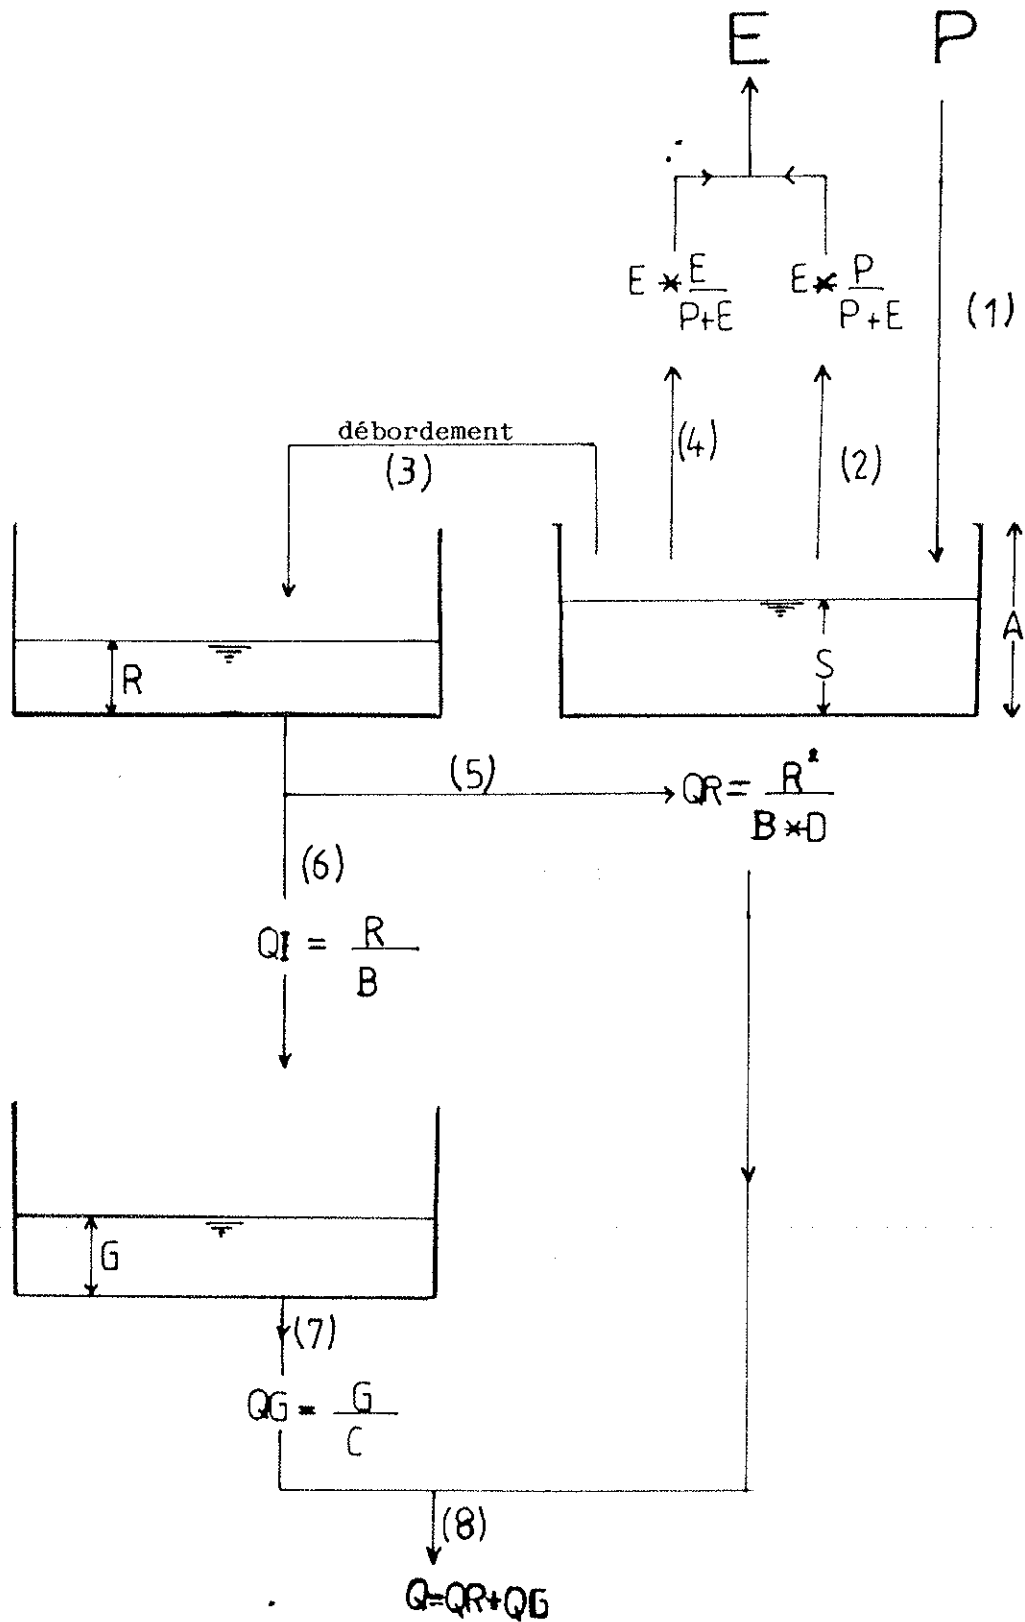 E P
E * E / P+E
E * P / P+E
(1)
débordement
(3)
(4)
(2)
R
S
A
(5)
QR = R² / B * D
(6)
QI = R / B
G
(7)
QG = G / C
(8)
Q=QR+QG